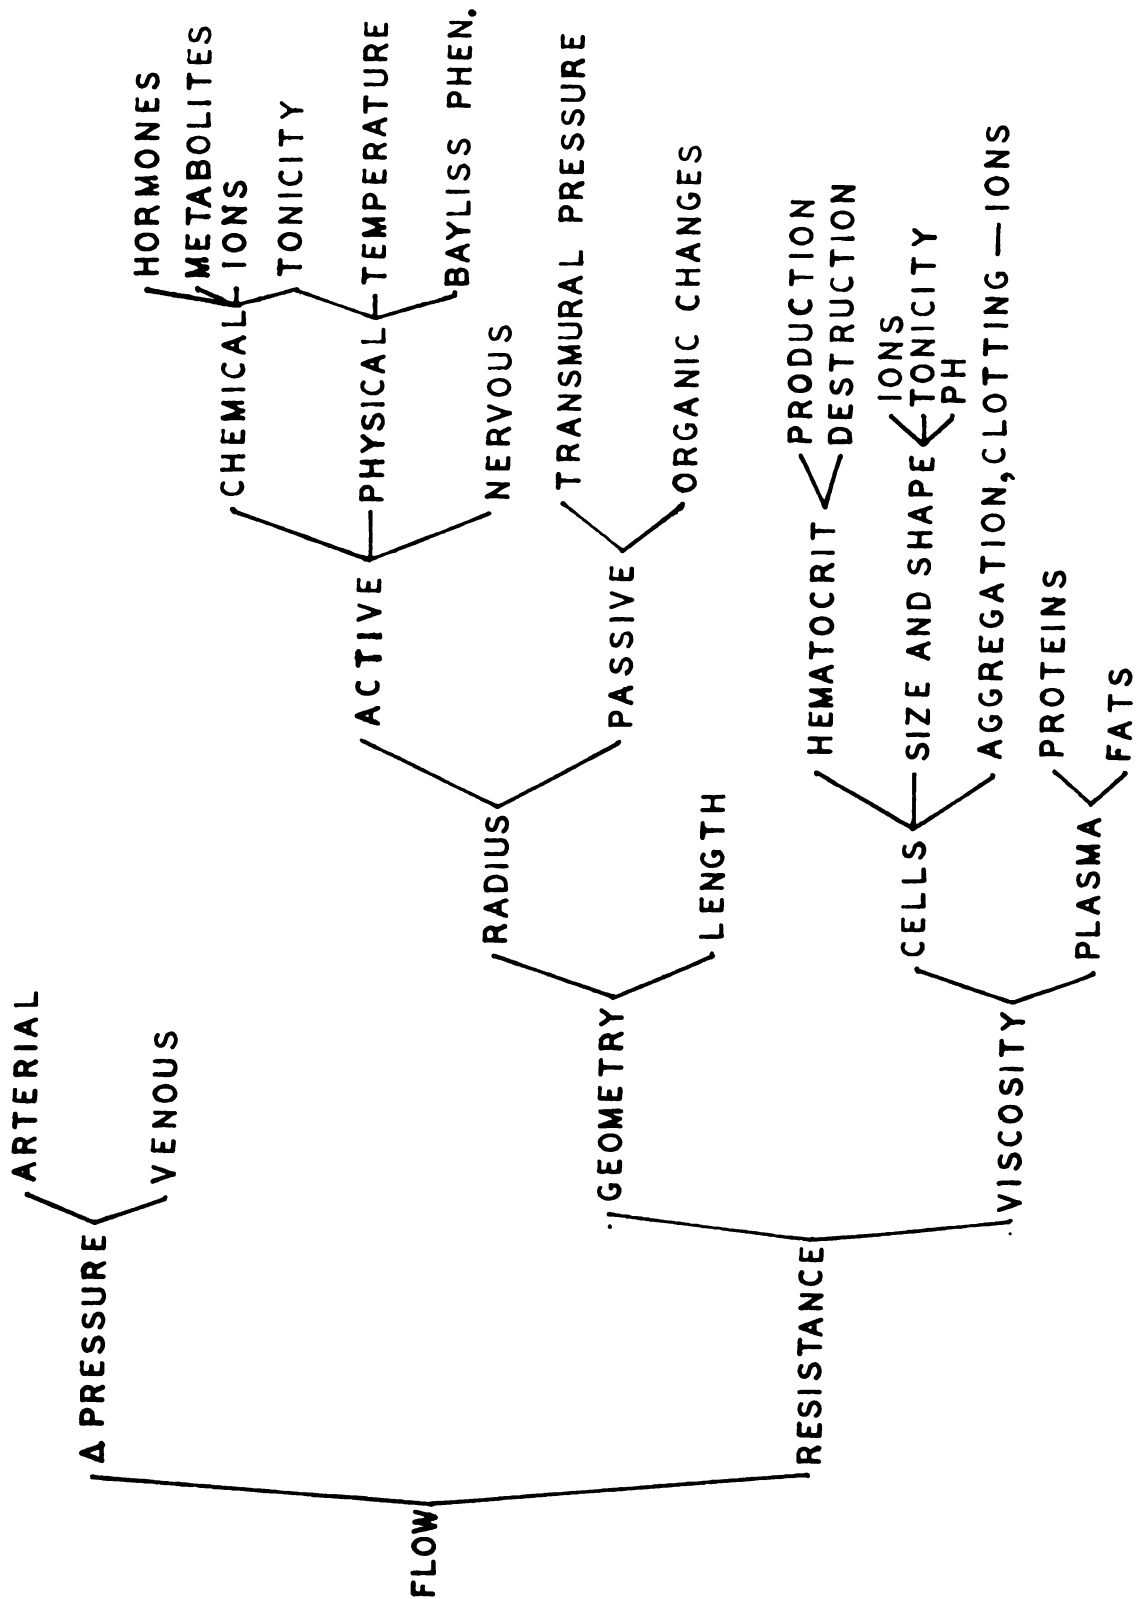 FLOW
Δ PRESSURE
ARTERIAL
VENOUS
RESISTANCE
GEOMETRY
RADIUS
ACTIVE
CHEMICAL
HORMONES
METABOLITES
IONS
TONICITY
PHYSICAL
TEMPERATURE
BAYLISS PHEN.
NERVOUS
PASSIVE
TRANSMURAL PRESSURE
ORGANIC CHANGES
LENGTH
VISCOSITY
CELLS
HEMATOCRIT
PRODUCTION
DESTRUCTION
SIZE AND SHAPE
IONS
TONICITY
PH
AGGREGATION, CLOTTING — IONS
PLASMA
PROTEINS
FATS